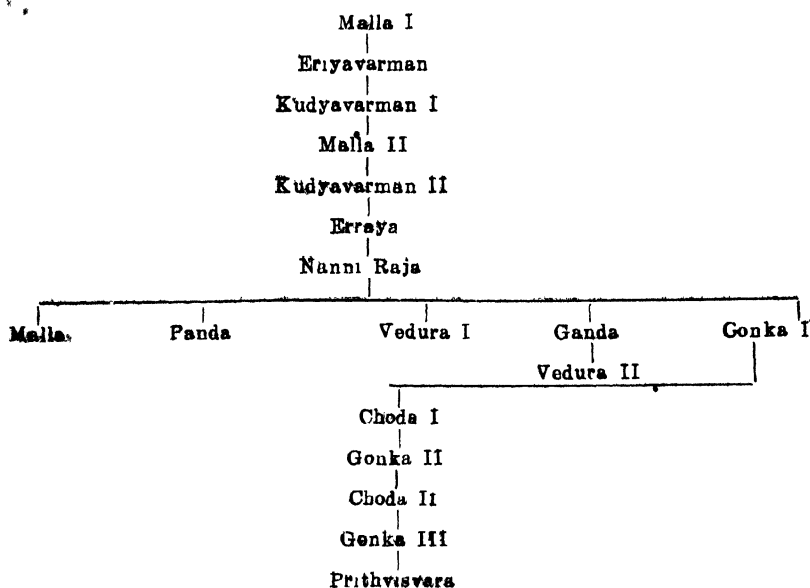 Malla I
Eriyavarman
Kudyavarman I
Malla II
Kudyavarman II
Erraya
Nanni Raja
Malla Panda Vedura I Ganda Gonka I
Vedura II
Choda I
Gonka II
Choda II
Gonka III
Prithvisvara